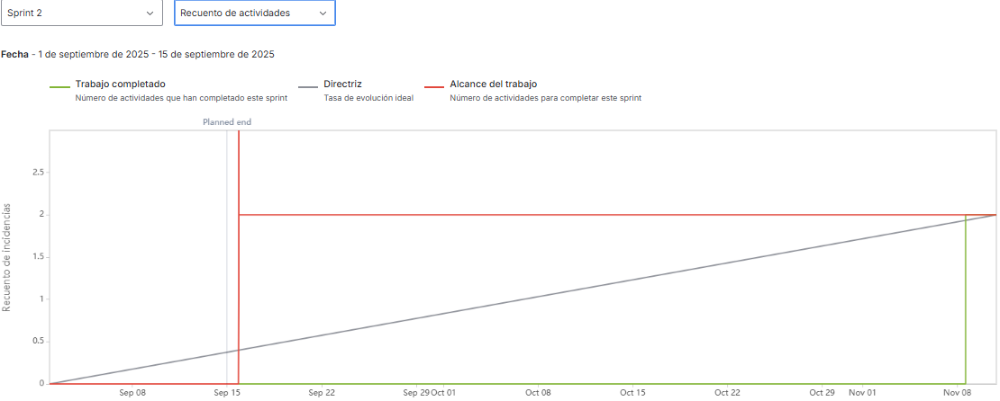 Sprint 2 Recuento de actividades
Fecha - 1 de septiembre de 2025 - 15 de septiembre de 2025
Trabajo completado Directriz Alcance del trabajo
Número de actividades que han completado este sprint Tasa de evolución ideal Número de actividades para completar este sprint
Planned end
2.5
2
1.5
1
0.5
0
Recuento de incidencias
Sep 08 Sep 15 Sep 22 Sep 29 Oct 01 Oct 08 Oct 15 Oct 22 Oct 29 Nov 01 Nov 08